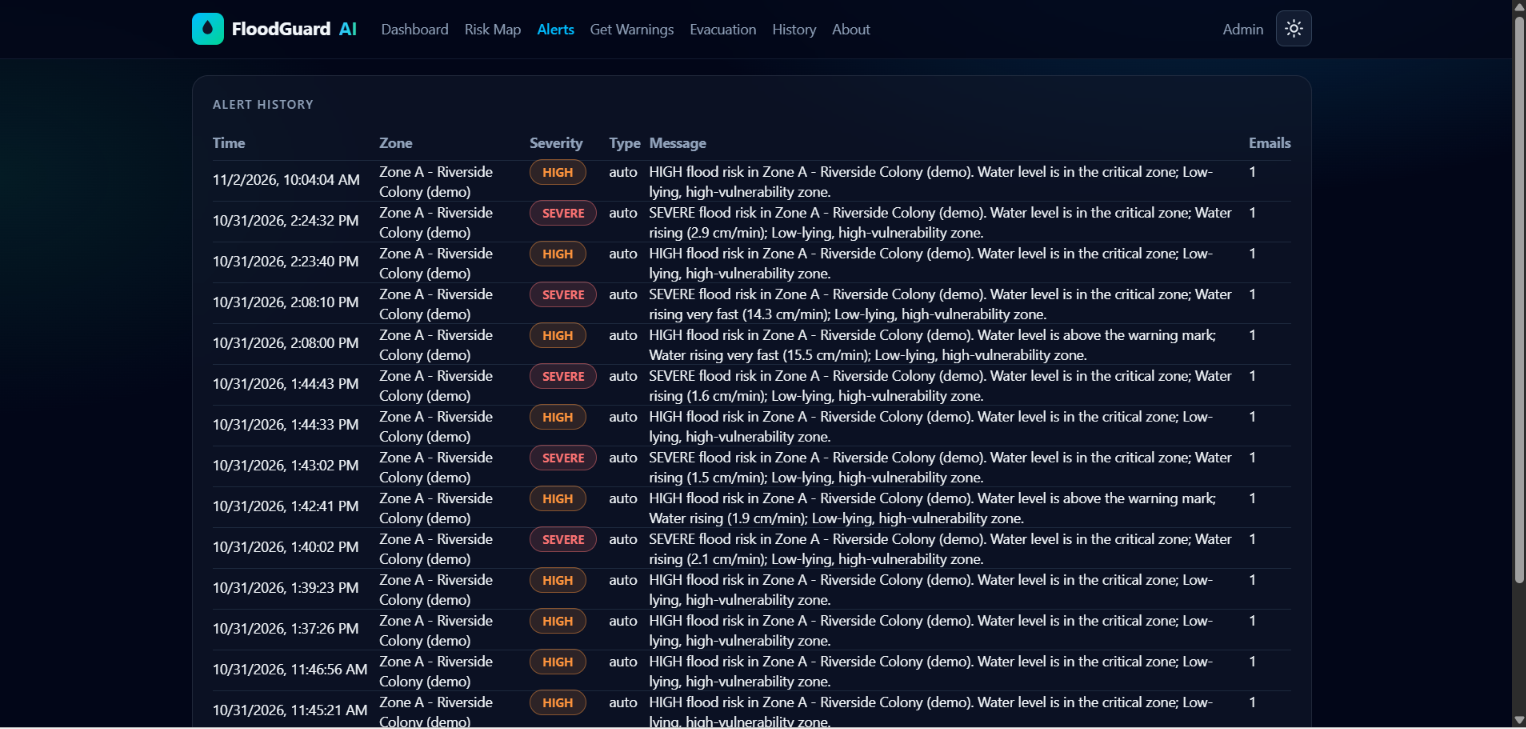 FloodGuard AI Dashboard Risk Map Alerts Get Warnings Evacuation History About Admin
ALERT HISTORY
Time Zone Severity Type Message Emails
11/2/2026, 10:04:04 AM Zone A - Riverside Colony (demo) HIGH auto HIGH flood risk in Zone A - Riverside Colony (demo). Water level is in the critical zone; Low-lying, high-vulnerability zone. 1
10/31/2026, 2:24:32 PM Zone A - Riverside Colony (demo) SEVERE auto SEVERE flood risk in Zone A - Riverside Colony (demo). Water level is in the critical zone; Water rising (2.9 cm/min); Low-lying, high-vulnerability zone. 1
10/31/2026, 2:23:40 PM Zone A - Riverside Colony (demo) HIGH auto HIGH flood risk in Zone A - Riverside Colony (demo). Water level is in the critical zone; Low-lying, high-vulnerability zone. 1
10/31/2026, 2:08:10 PM Zone A - Riverside Colony (demo) SEVERE auto SEVERE flood risk in Zone A - Riverside Colony (demo). Water level is in the critical zone; Water rising very fast (14.3 cm/min); Low-lying, high-vulnerability zone. 1
10/31/2026, 2:08:00 PM Zone A - Riverside Colony (demo) HIGH auto HIGH flood risk in Zone A - Riverside Colony (demo). Water level is above the warning mark; Water rising very fast (15.5 cm/min); Low-lying, high-vulnerability zone. 1
10/31/2026, 1:44:43 PM Zone A - Riverside Colony (demo) SEVERE auto SEVERE flood risk in Zone A - Riverside Colony (demo). Water level is in the critical zone; Water rising (1.6 cm/min); Low-lying, high-vulnerability zone. 1
10/31/2026, 1:44:33 PM Zone A - Riverside Colony (demo) HIGH auto HIGH flood risk in Zone A - Riverside Colony (demo). Water level is in the critical zone; Low-lying, high-vulnerability zone. 1
10/31/2026, 1:43:02 PM Zone A - Riverside Colony (demo) SEVERE auto SEVERE flood risk in Zone A - Riverside Colony (demo). Water level is in the critical zone; Water rising (1.5 cm/min); Low-lying, high-vulnerability zone. 1
10/31/2026, 1:42:41 PM Zone A - Riverside Colony (demo) HIGH auto HIGH flood risk in Zone A - Riverside Colony (demo). Water level is above the warning mark; Water rising (1.9 cm/min); Low-lying, high-vulnerability zone. 1
10/31/2026, 1:40:02 PM Zone A - Riverside Colony (demo) SEVERE auto SEVERE flood risk in Zone A - Riverside Colony (demo). Water level is in the critical zone; Water rising (2.1 cm/min); Low-lying, high-vulnerability zone. 1
10/31/2026, 1:39:23 PM Zone A - Riverside Colony (demo) HIGH auto HIGH flood risk in Zone A - Riverside Colony (demo). Water level is in the critical zone; Low-lying, high-vulnerability zone. 1
10/31/2026, 1:37:26 PM Zone A - Riverside Colony (demo) HIGH auto HIGH flood risk in Zone A - Riverside Colony (demo). Water level is in the critical zone; Low-lying, high-vulnerability zone. 1
10/31/2026, 11:46:56 AM Zone A - Riverside Colony (demo) HIGH auto HIGH flood risk in Zone A - Riverside Colony (demo). Water level is in the critical zone; Low-lying, high-vulnerability zone. 1
10/31/2026, 11:45:21 AM Zone A - Riverside Colony (demo) HIGH auto HIGH flood risk in Zone A - Riverside Colony (demo). Water level is in the critical zone; Low-lying, high-vulnerability zone. 1